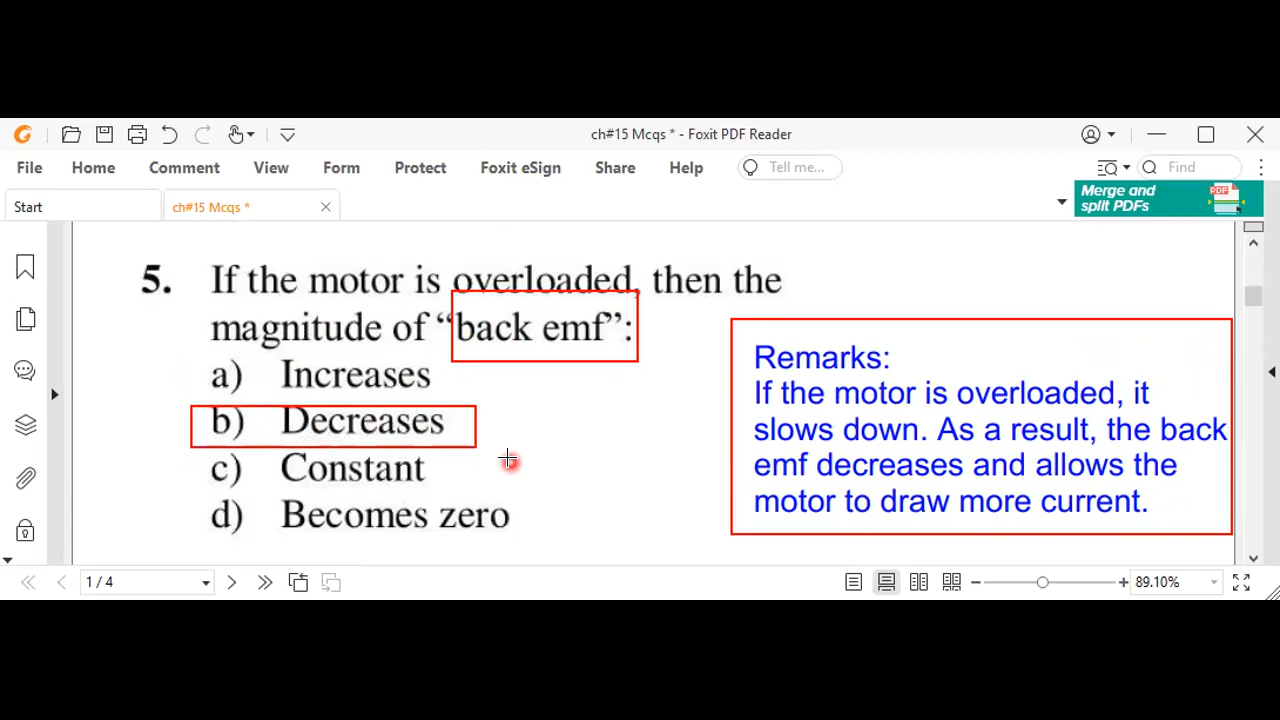 ch#15 Mcqs * - Foxit PDF Reader
File Home Comment View Form Protect Foxit eSign Share Help Tell me... Find
Start ch#15 Mcqs *
Merge and
split PDFs
PDF
5. If the motor is overloaded, then the
magnitude of “back emf”:
a) Increases
b) Decreases
c) Constant
d) Becomes zero
Remarks:
If the motor is overloaded, it
slows down. As a result, the back
emf decreases and allows the
motor to draw more current.
1 / 4
89.10%